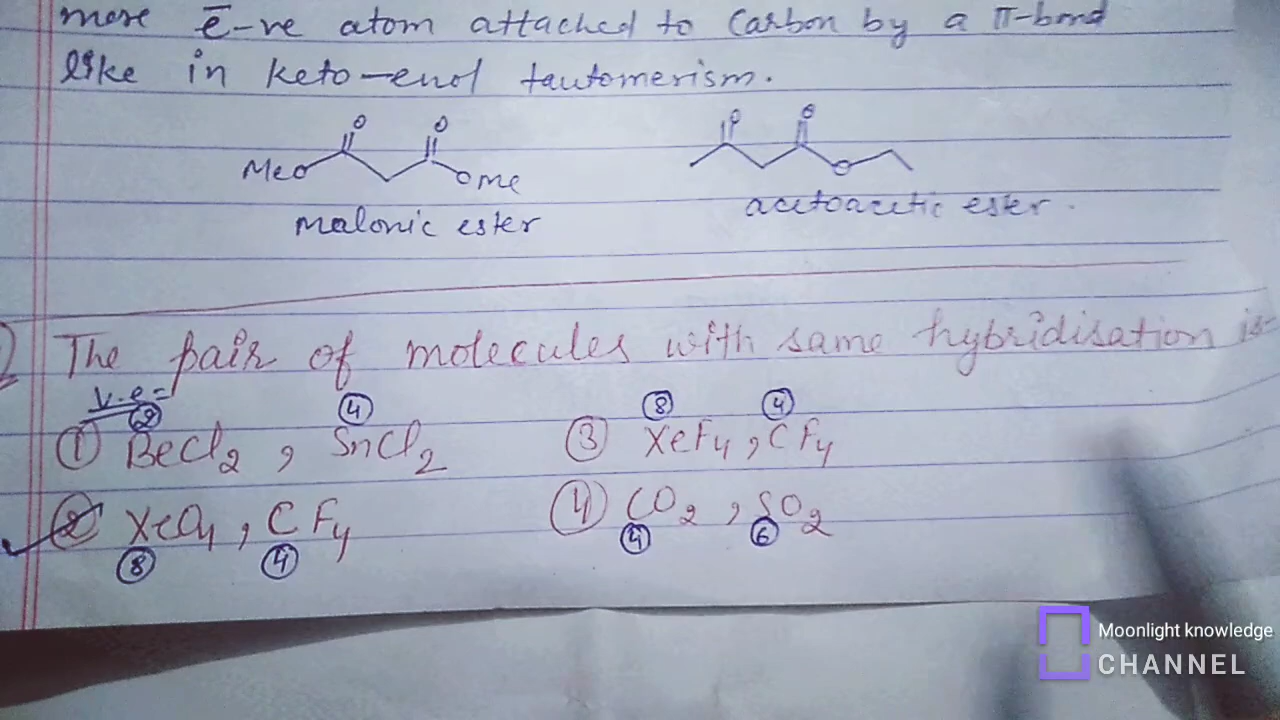 more ē-ve atom attached to Carbon by a π-bond
like in keto-enol tautomerism.
O O O O
MeO OMe O
malonic ester acetoacetic ester.
The pair of molecules with same hybridisation is-
V.e=
② ④ ⑧ ④
① BeCl2 , SnCl2 ③ XeF4 , CF4
② XeO4 , CF4 ④ CO2 , SO2
⑧ ④ ④ ⑥
Moonlight knowledge
CHANNEL